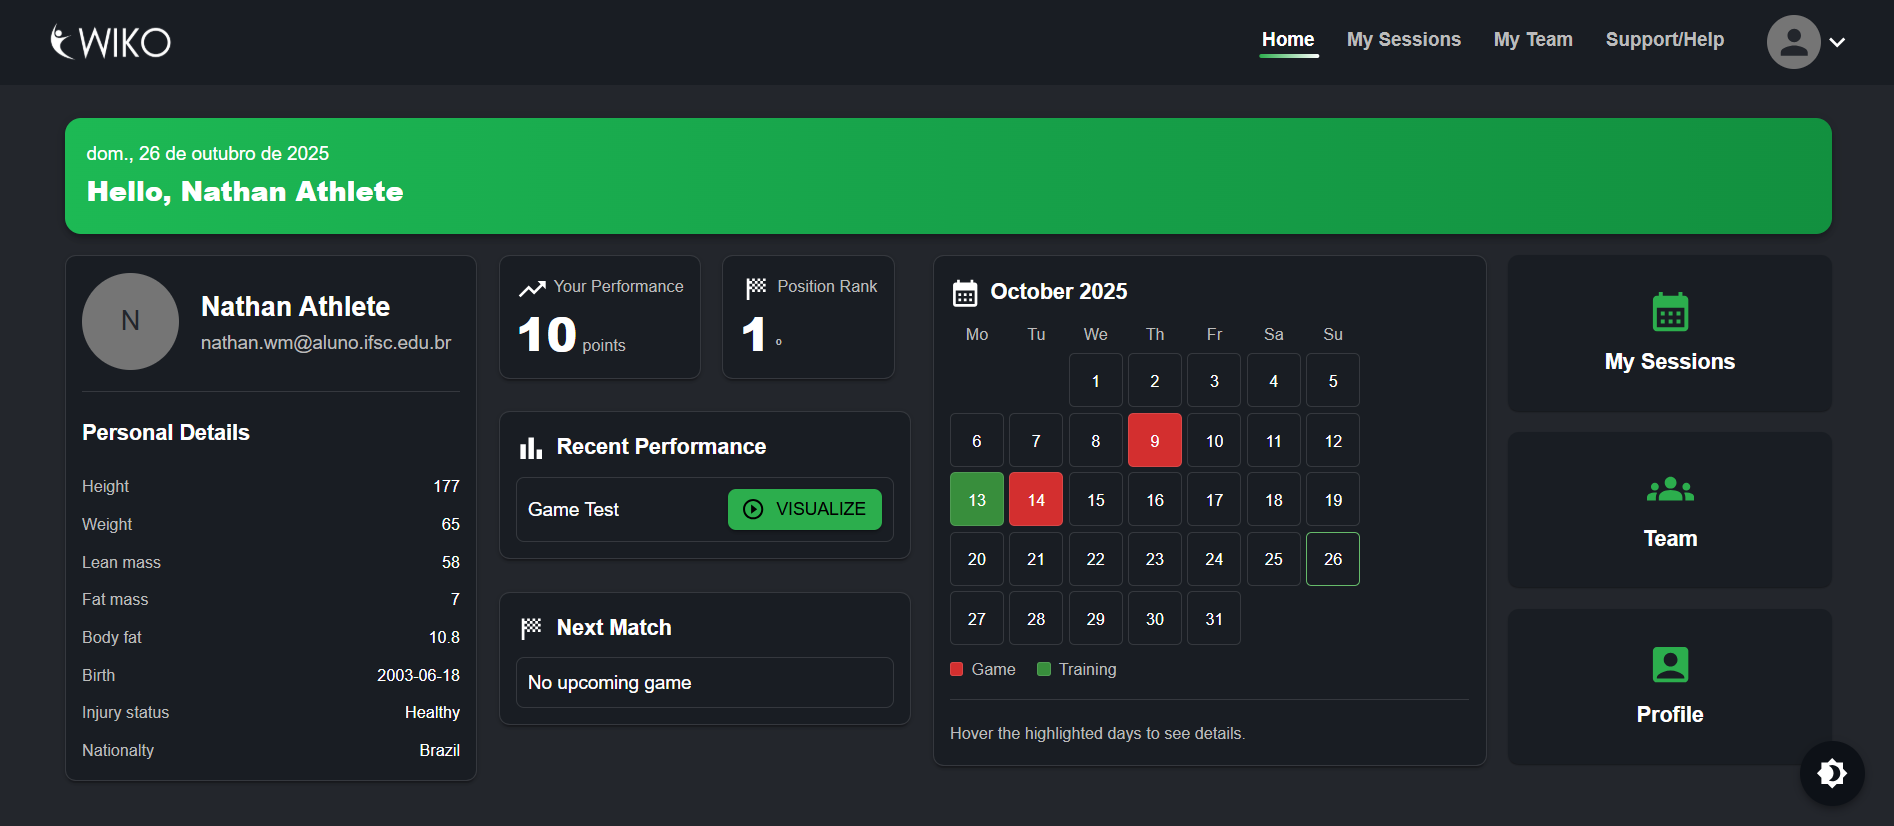 WIKO
Home My Sessions My Team Support/Help
dom., 26 de outubro de 2025
Hello, Nathan Athlete
N
Nathan Athlete
nathan.wm@aluno.ifsc.edu.br
Personal Details
Height 177
Weight 65
Lean mass 58
Fat mass 7
Body fat 10.8
Birth 2003-06-18
Injury status Healthy
Nationalty Brazil
Your Performance
10 points
Position Rank
1 º
Recent Performance
Game Test VISUALIZE
Next Match
No upcoming game
October 2025
Mo Tu We Th Fr Sa Su
1 2 3 4 5
6 7 8 9 10 11 12
13 14 15 16 17 18 19
20 21 22 23 24 25 26
27 28 29 30 31
Game Training
Hover the highlighted days to see details.
My Sessions
Team
Profile